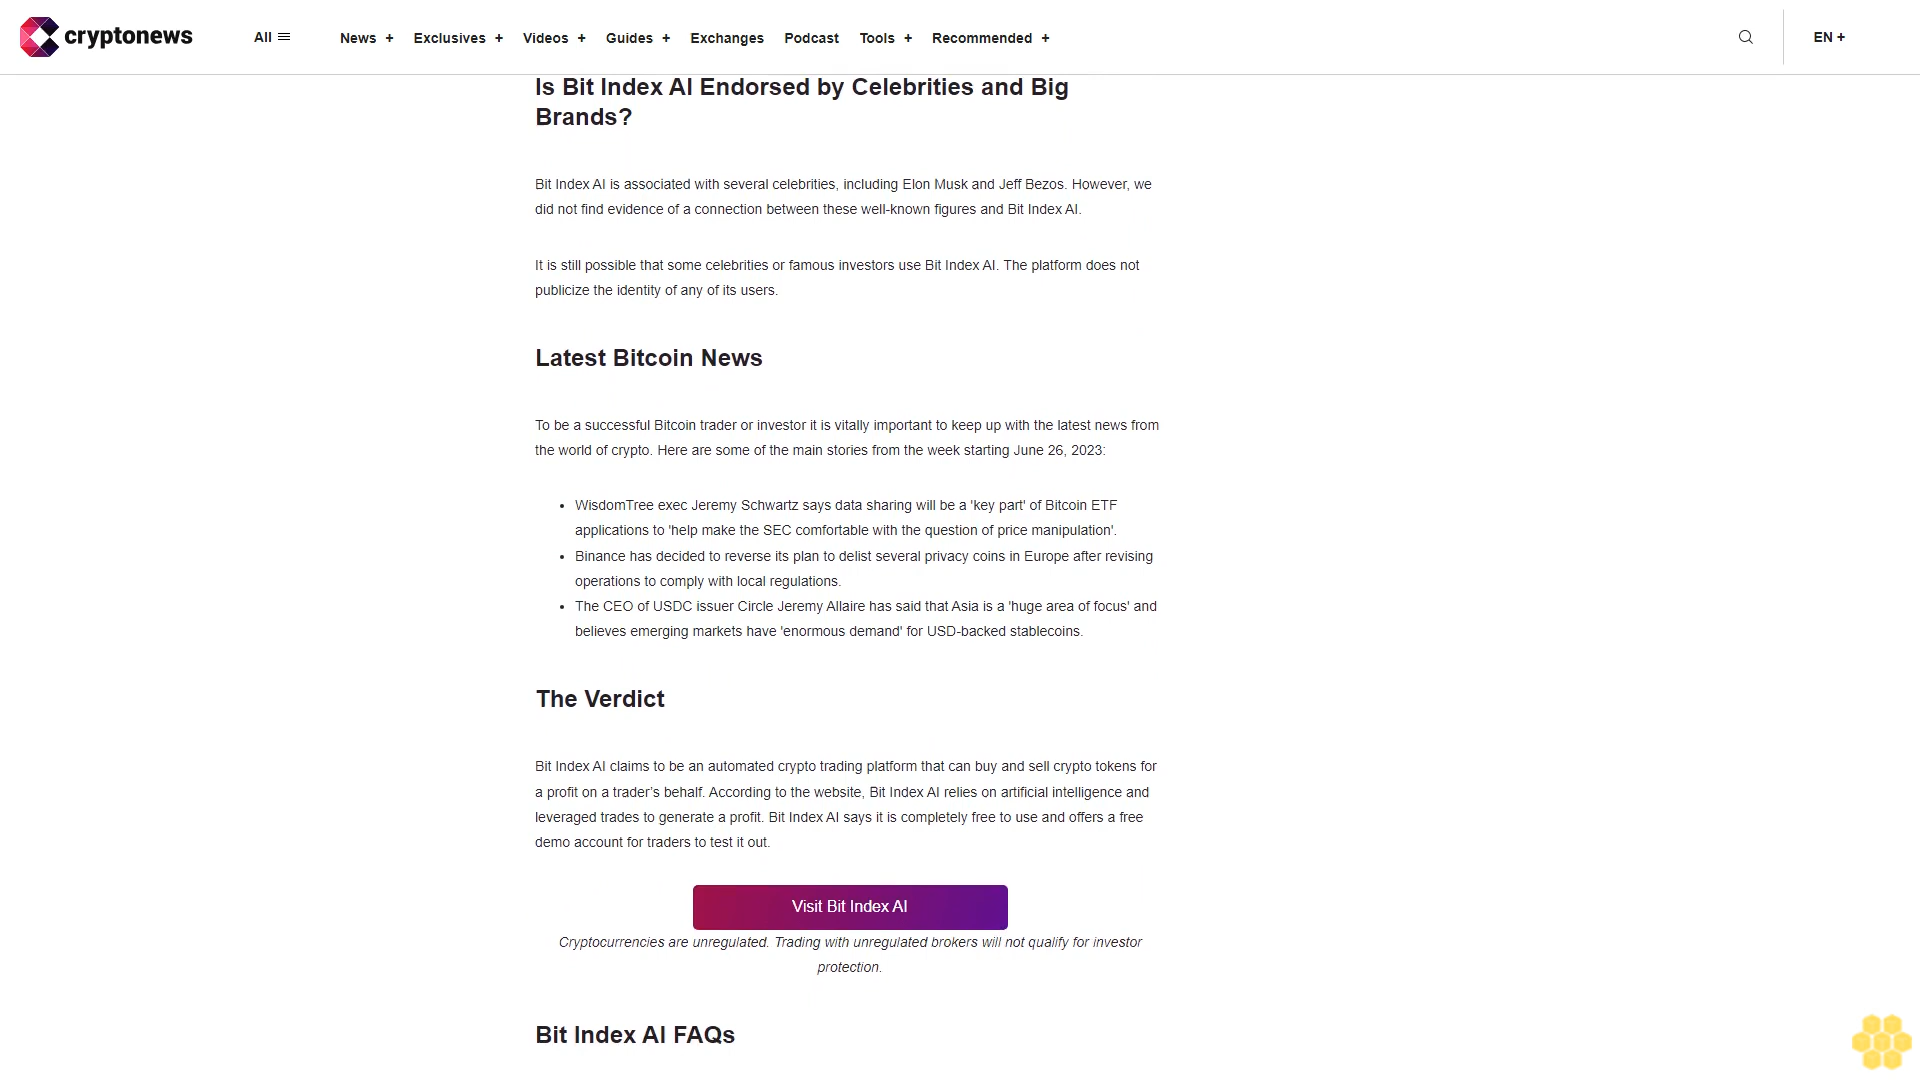 cryptonews
All
News +
Exclusives +
Videos +
Guides +
Exchanges
Podcast
Tools +
Recommended +
EN +
Is Bit Index AI Endorsed by Celebrities and Big
Brands?
Bit Index AI is associated with several celebrities, including Elon Musk and Jeff Bezos. However, we
did not find evidence of a connection between these well-known figures and Bit Index AI.
It is still possible that some celebrities or famous investors use Bit Index AI. The platform does not
publicize the identity of any of its users.
Latest Bitcoin News
To be a successful Bitcoin trader or investor it is vitally important to keep up with the latest news from
the world of crypto. Here are some of the main stories from the week starting June 26, 2023:
• WisdomTree exec Jeremy Schwartz says data sharing will be a 'key part' of Bitcoin ETF
applications to 'help make the SEC comfortable with the question of price manipulation'.
• Binance has decided to reverse its plan to delist several privacy coins in Europe after revising
operations to comply with local regulations.
• The CEO of USDC issuer Circle Jeremy Allaire has said that Asia is a 'huge area of focus' and
believes emerging markets have 'enormous demand' for USD-backed stablecoins.
The Verdict
Bit Index AI claims to be an automated crypto trading platform that can buy and sell crypto tokens for
a profit on a trader’s behalf. According to the website, Bit Index AI relies on artificial intelligence and
leveraged trades to generate a profit. Bit Index AI says it is completely free to use and offers a free
demo account for traders to test it out.
Visit Bit Index AI
Cryptocurrencies are unregulated. Trading with unregulated brokers will not qualify for investor
protection.
Bit Index AI FAQs